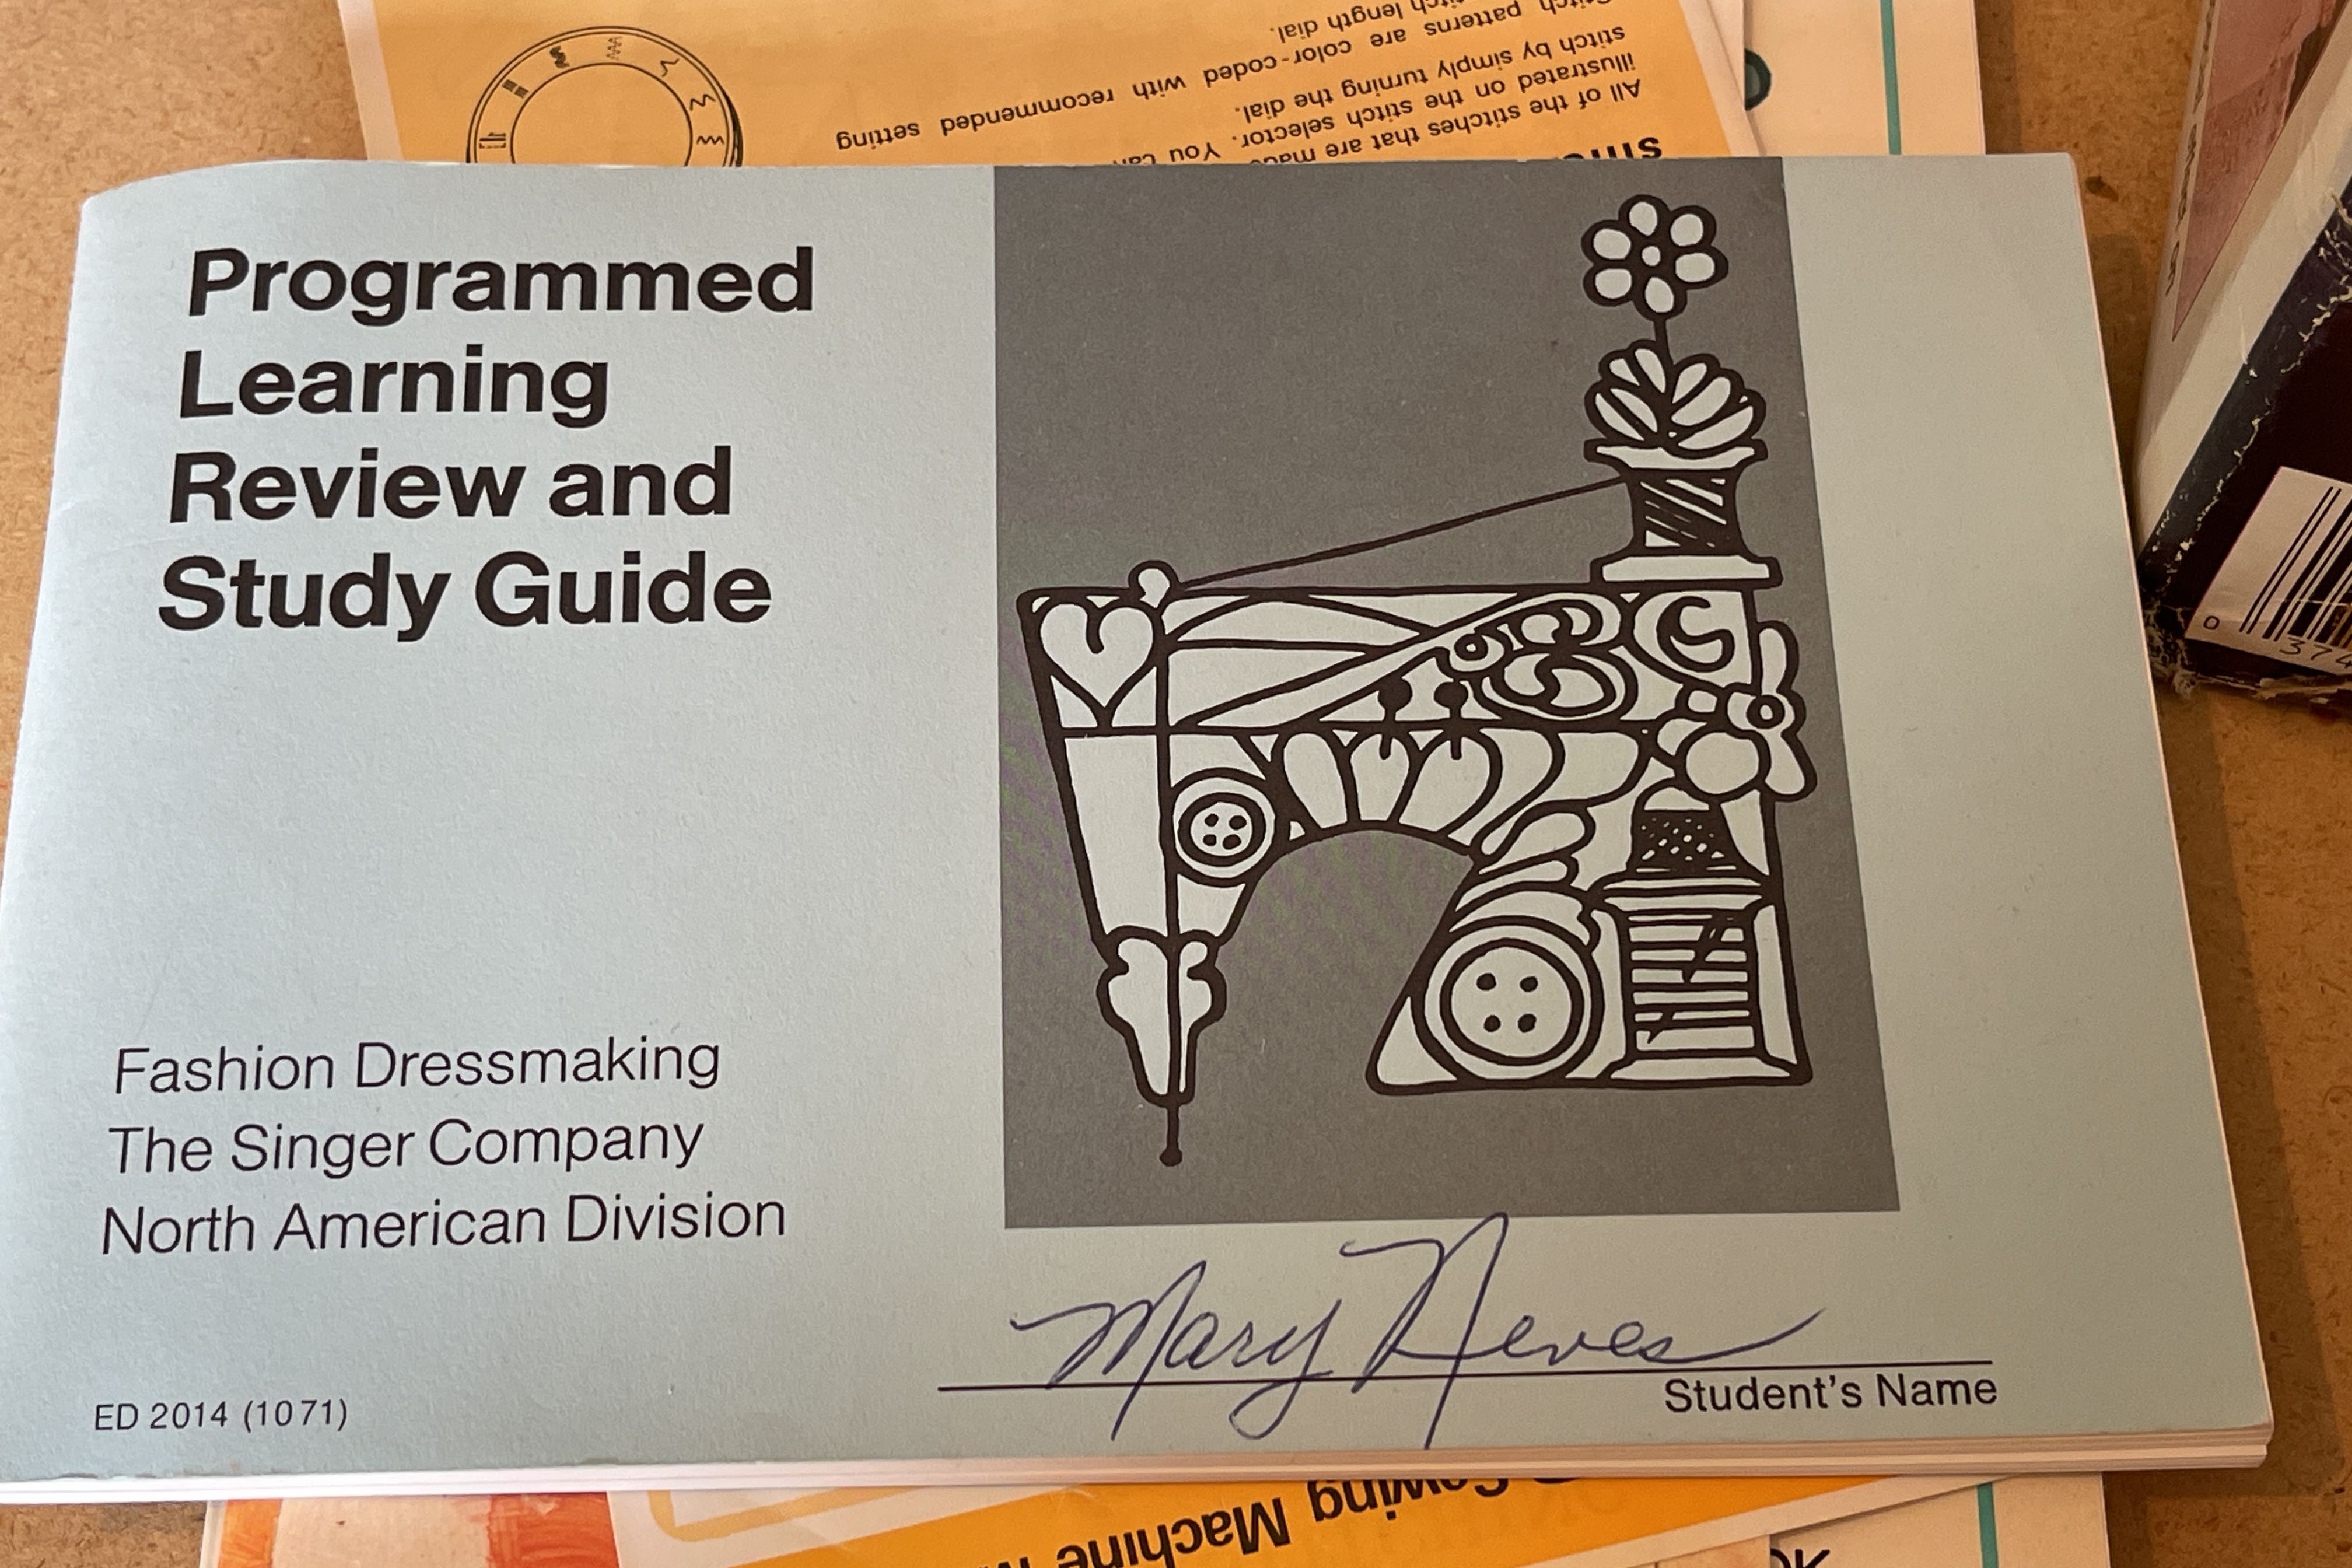 stitch length dial.
patterns are color-coded with recommended setting
stitch by simply turning the dial.
illustrated on the stitch selector. You can
All of the stitches that are made
Programmed
Learning
Review and
Study Guide
Fashion Dressmaking
The Singer Company
North American Division
Mary Neves
Student's Name
ED 2014 (1071)
Sewing Machine
0 374